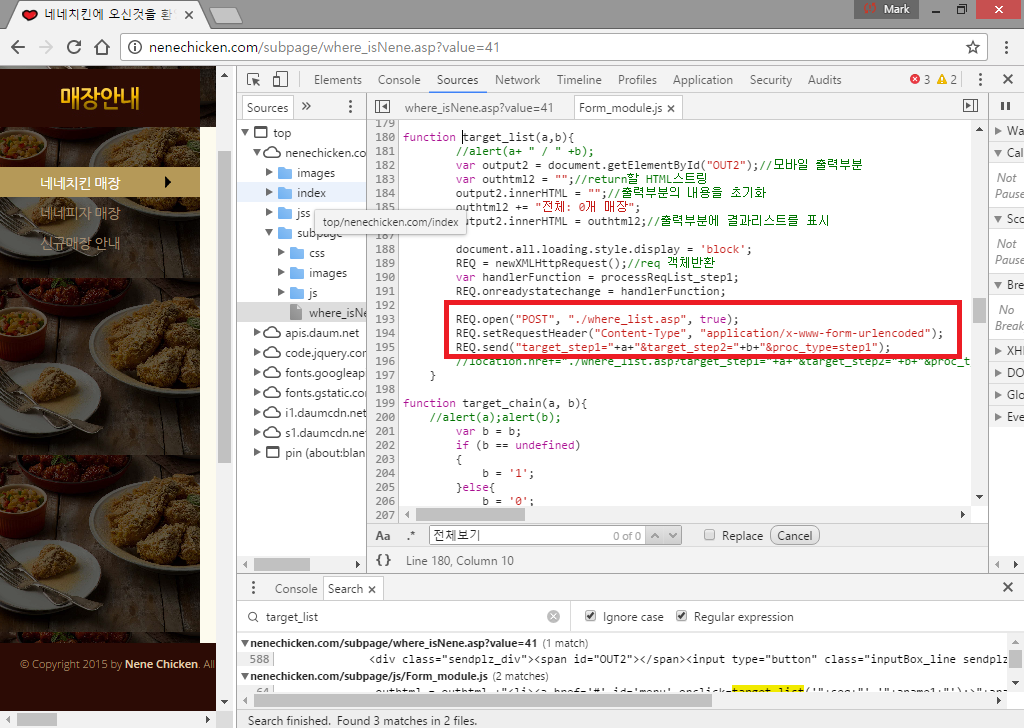 네네치킨에 오신것을 환
Mark
nenechicken.com/subpage/where_isNene.asp?value=41
매장안내
네네치킨 매장
네네피자 매장
신규매장 안내
© Copyright 2015 by Nene Chicken. All
Elements Console Sources Network Timeline Profiles Application Security Audits 3 2
Sources »
top
nenechicken.co
images
index
jss
top/nenechicken.com/index
subpage
css
images
js
where_isNe
apis.daum.net
code.jquery.com
fonts.googleap
fonts.gstatic.com
i1.daumcdn.net
s1.daumcdn.net
pin (about:blan
where_isNene.asp?value=41 Form_module.js
179
180 function target_list(a,b){
181 //alert(a+ " / " +b);
182 var output2 = document.getElementById("OUT2");//모바일 출력부분
183 var outhtml2 = "";//return할 HTML스트링
184 output2.innerHTML = "";//출력부분의 내용을 초기화
185 outhtml2 += "전체: 0개 매장";
186 output2.innerHTML = outhtml2;//출력부분에 결과리스트를 표시
187
188 document.all.loading.style.display = 'block';
189 REQ = newXMLHttpRequest();//req 객체반환
190 var handlerFunction = processReqList_step1;
191 REQ.onreadystatechange = handlerFunction;
192
193 REQ.open("POST", "./where_list.asp", true);
194 REQ.setRequestHeader("Content-Type", "application/x-www-form-urlencoded");
195 REQ.send("target_step1="+a+"&target_step2="+b+"&proc_type=step1");
196 //location.href="./where_list.asp?target_step1="+a+"&target_step2="+b+"&proc_t
197 }
198
199 function target_chain(a, b){
200 //alert(a);alert(b);
201 var b = b;
202 if (b == undefined)
203 {
204 b = '1';
205 }else{
206 b = '0';
207
Wa
Cal
Not
Pause
Sco
Not
Pause
Bre
No
Break
XH
DO
Glo
Eve
Aa .* 전체보기 0 of 0 Replace Cancel
{} Line 180, Column 10
Console Search
target_list Ignore case Regular expression
nenechicken.com/subpage/where_isNene.asp?value=41 (1 match)
588 <div class="sendplz_div"><span id="OUT2"></span><input type="button" class="inputBox_line sendplz
nenechicken.com/subpage/js/Form_module.js (2 matches)
64 outhtml = outhtml +"<li><a href='#' id='menu' onclick=target_list('"+seq+"','"+aname1+"');>"+an
Search finished. Found 3 matches in 2 files.